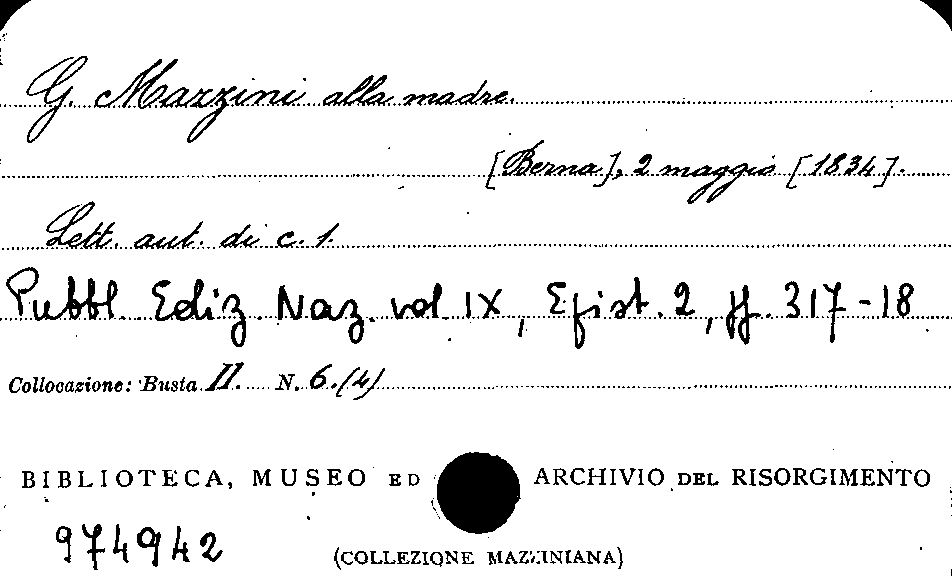 G. Mazzini alla madre.
[Berna], 2 maggio [1834].
Lett. aut. di c. 1.
Pubbl. Ediz. Naz. vol IX, Epist. 2, pp. 317-18
Collocazione: Busta II. N. 6.(4)
BIBLIOTECA, MUSEO ED ARCHIVIO DEL RISORGIMENTO
974942
(COLLEZIONE MAZZINIANA)